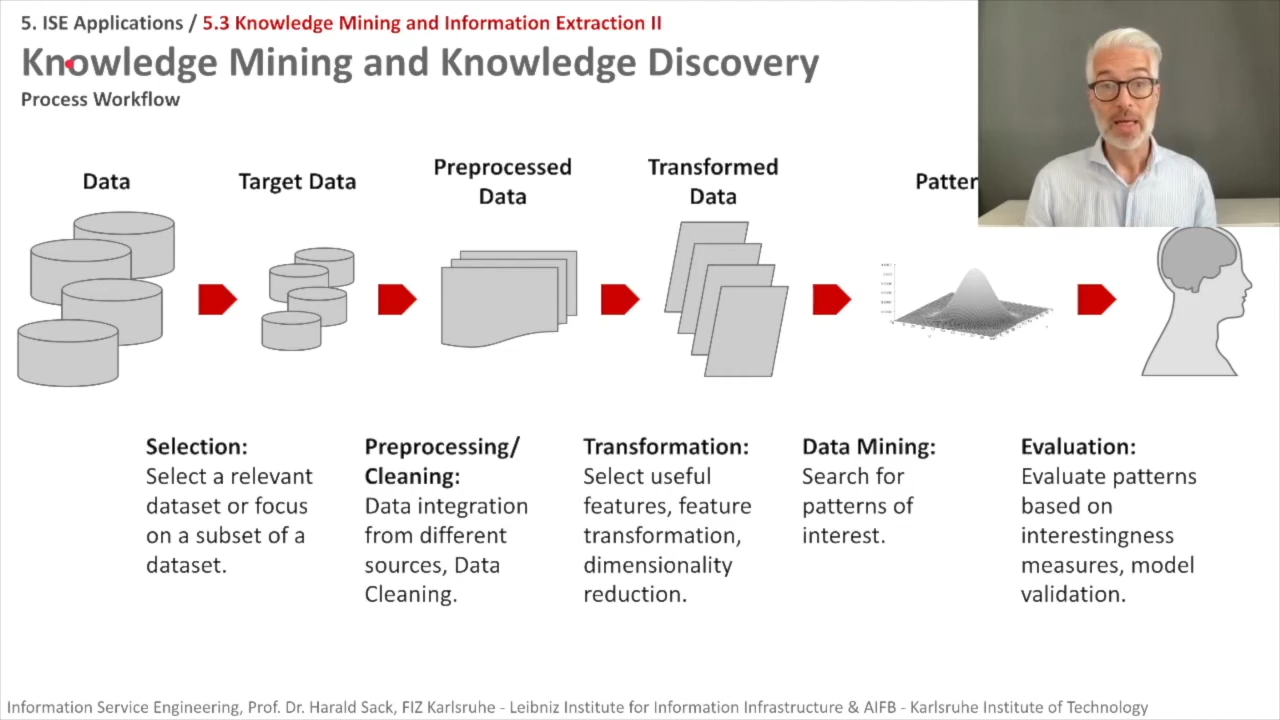 5. ISE Applications / 5.3 Knowledge Mining and Information Extraction II
Knowledge Mining and Knowledge Discovery
Process Workflow
Data
Target Data
Preprocessed
Data
Transformed
Data
Patter
Selection:
Select a relevant
dataset or focus
on a subset of a
dataset.
Preprocessing/
Cleaning:
Data integration
from different
sources, Data
Cleaning.
Transformation:
Select useful
features, feature
transformation,
dimensionality
reduction.
Data Mining:
Search for
patterns of
interest.
Evaluation:
Evaluate patterns
based on
interestingness
measures, model
validation.
Information Service Engineering, Prof. Dr. Harald Sack, FIZ Karlsruhe - Leibniz Institute for Information Infrastructure & AIFB - Karlsruhe Institute of Technology